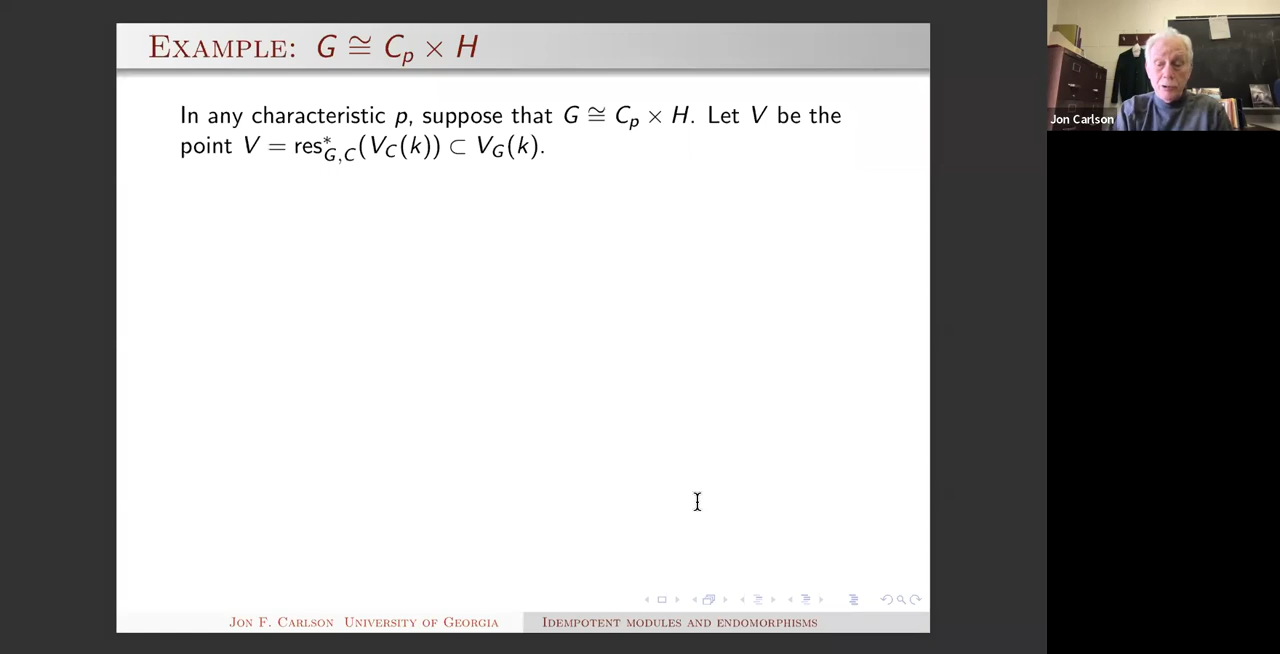 EXAMPLE: G ≅ C_p × H
In any characteristic p, suppose that G ≅ C_p × H. Let V be the
point V = res*_{G,C}(V_C(k)) ⊂ V_G(k).
Jon Carlson
JON F. CARLSON UNIVERSITY OF GEORGIA
IDEMPOTENT MODULES AND ENDOMORPHISMS